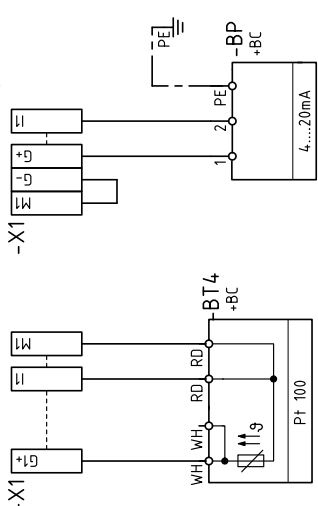 -BP
+BC
PE
PE
2
1
4....20mA
I1
G+
G-
M1
-X1
-BT4
+BC
RD
RD
WH
WH
ϑ
Pt 100
M1
I1
G1+
-X1